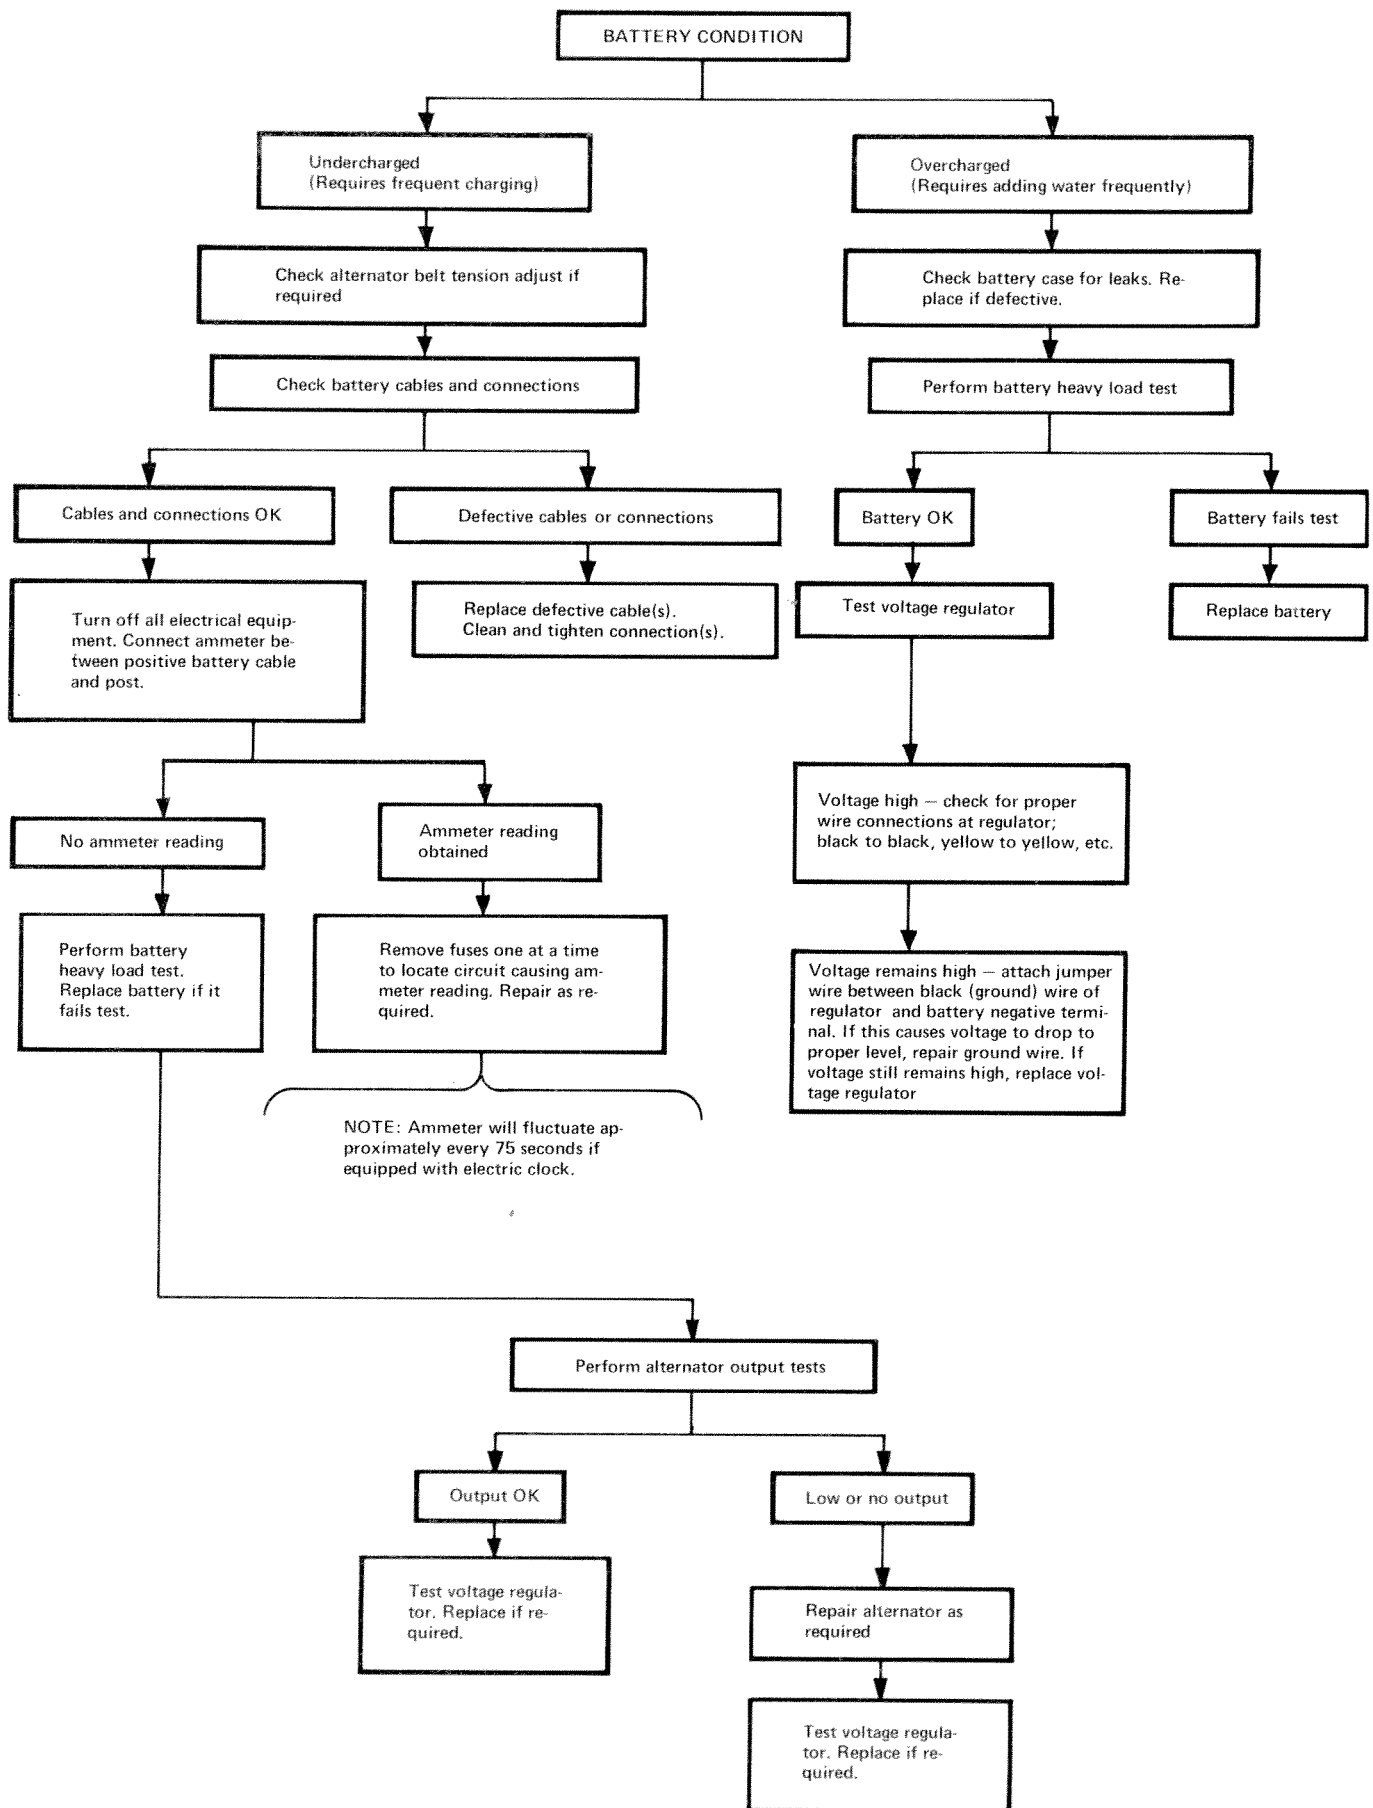 BATTERY CONDITION
Undercharged
(Requires frequent charging)
Overcharged
(Requires adding water frequently)
Check alternator belt tension adjust if
required
Check battery case for leaks. Re-
place if defective.
Check battery cables and connections
Perform battery heavy load test
Cables and connections OK
Defective cables or connections
Battery OK
Battery fails test
Turn off all electrical equip-
ment. Connect ammeter be-
tween positive battery cable
and post.
Replace defective cable(s).
Clean and tighten connection(s).
Test voltage regulator
Replace battery
Voltage high — check for proper
wire connections at regulator;
black to black, yellow to yellow, etc.
No ammeter reading
Ammeter reading
obtained
Perform battery
heavy load test.
Replace battery if it
fails test.
Remove fuses one at a time
to locate circuit causing am-
meter reading. Repair as re-
quired.
Voltage remains high — attach jumper
wire between black (ground) wire of
regulator and battery negative termi-
nal. If this causes voltage to drop to
proper level, repair ground wire. If
voltage still remains high, replace vol-
tage regulator
NOTE: Ammeter will fluctuate ap-
proximately every 75 seconds if
equipped with electric clock.
Perform alternator output tests
Output OK
Low or no output
Test voltage regula-
tor. Replace if re-
quired.
Repair alternator as
required
Test voltage regula-
tor. Replace if re-
quired.